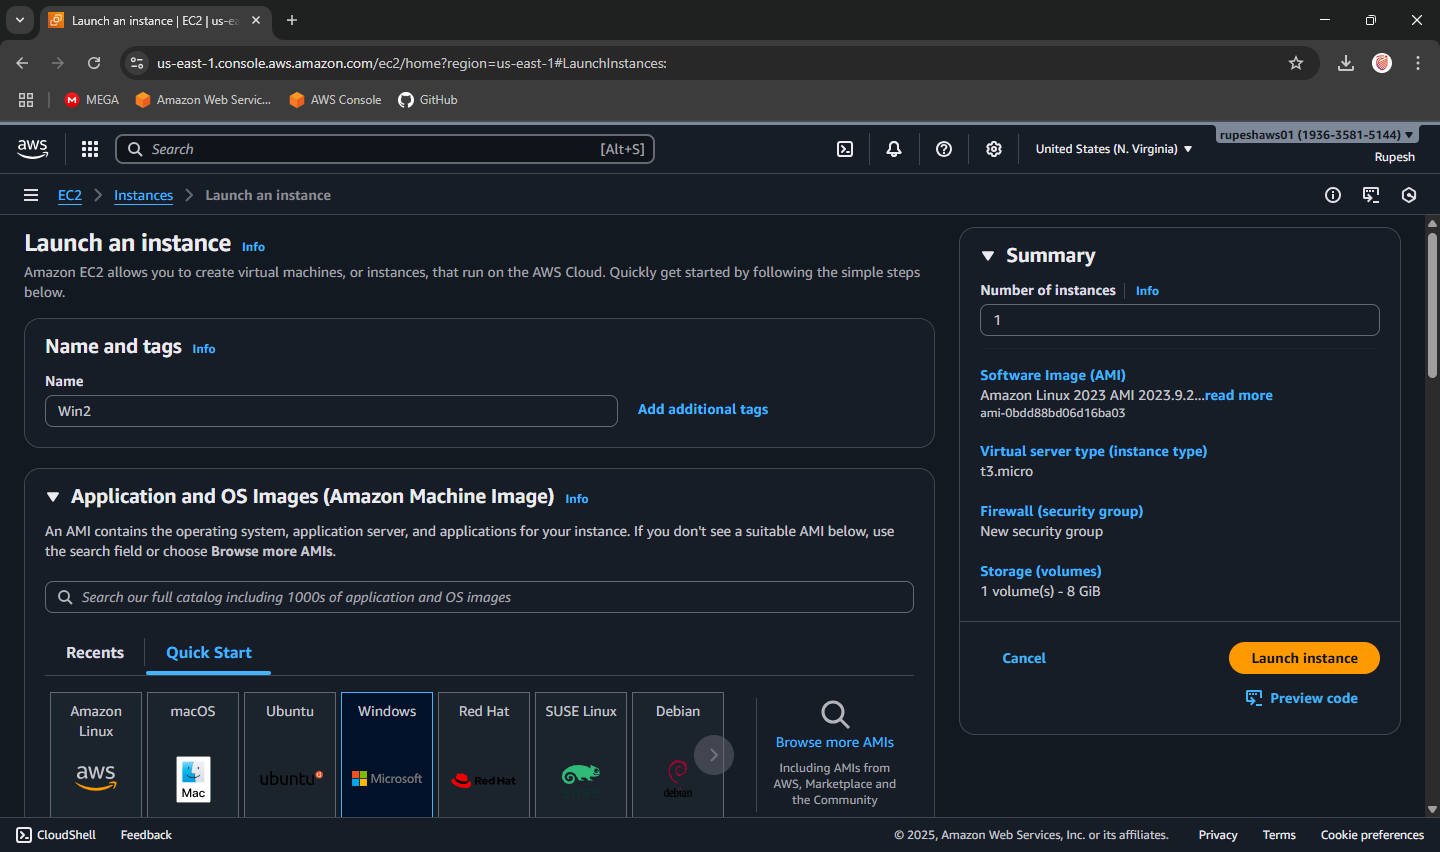 Launch an instance | EC2 | us-ea
us-east-1.console.aws.amazon.com/ec2/home?region=us-east-1#LaunchInstances:
MEGA
Amazon Web Servic...
AWS Console
GitHub
aws
Search
[Alt+S]
United States (N. Virginia)
rupeshaws01 (1936-3581-5144)
Rupesh
EC2
Instances
Launch an instance
Launch an instance Info
Amazon EC2 allows you to create virtual machines, or instances, that run on the AWS Cloud. Quickly get started by following the simple steps
below.
Name and tags Info
Name
Win2
Add additional tags
Application and OS Images (Amazon Machine Image) Info
An AMI contains the operating system, application server, and applications for your instance. If you don't see a suitable AMI below, use
the search field or choose Browse more AMIs.
Search our full catalog including 1000s of application and OS images
Recents
Quick Start
Amazon
Linux
aws
macOS
Mac
Ubuntu
ubuntu
Windows
Microsoft
Red Hat
RedHat
SUSE Linux
Debian
debian
Browse more AMIs
Including AMIs from
AWS, Marketplace and
the Community
Summary
Number of instances Info
1
Software Image (AMI)
Amazon Linux 2023 AMI 2023.9.2...read more
ami-0bdd88bd06d16ba03
Virtual server type (instance type)
t3.micro
Firewall (security group)
New security group
Storage (volumes)
1 volume(s) - 8 GiB
Cancel
Launch instance
Preview code
CloudShell
Feedback
© 2025, Amazon Web Services, Inc. or its affiliates.
Privacy
Terms
Cookie preferences